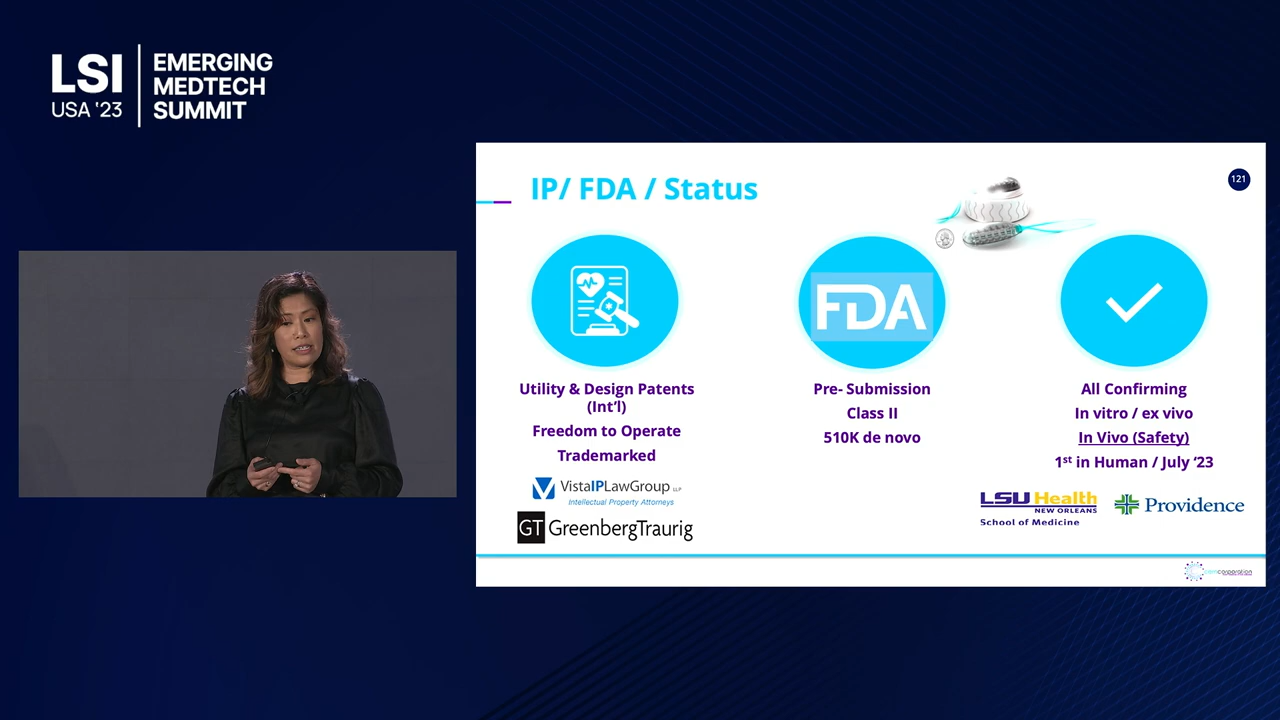 LSI
USA '23
EMERGING
MEDTECH
SUMMIT
IP/ FDA / Status
121
FDA
Utility & Design Patents
(Int'l)
Freedom to Operate
Trademarked
VistaIPLawGroup LLP
Intellectual Property Attorneys
GT GreenbergTraurig
Pre- Submission
Class II
510K de novo
All Confirming
In vitro / ex vivo
In Vivo (Safety)
1st in Human / July '23
LSU Health
NEW ORLEANS
School of Medicine
Providence